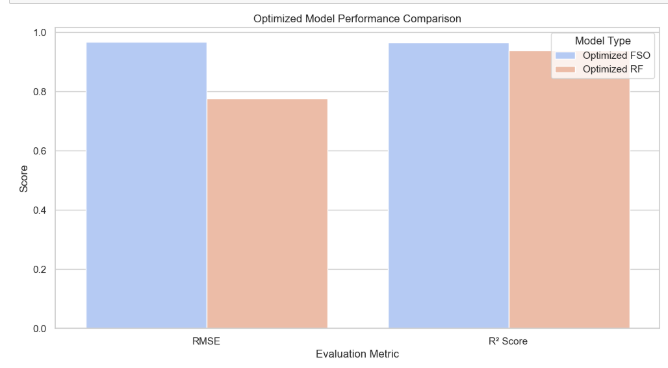 Optimized Model Performance Comparison
1.0
0.8
0.6
0.4
0.2
0.0
Score
Model Type
Optimized FSO
Optimized RF
RMSE
R² Score
Evaluation Metric